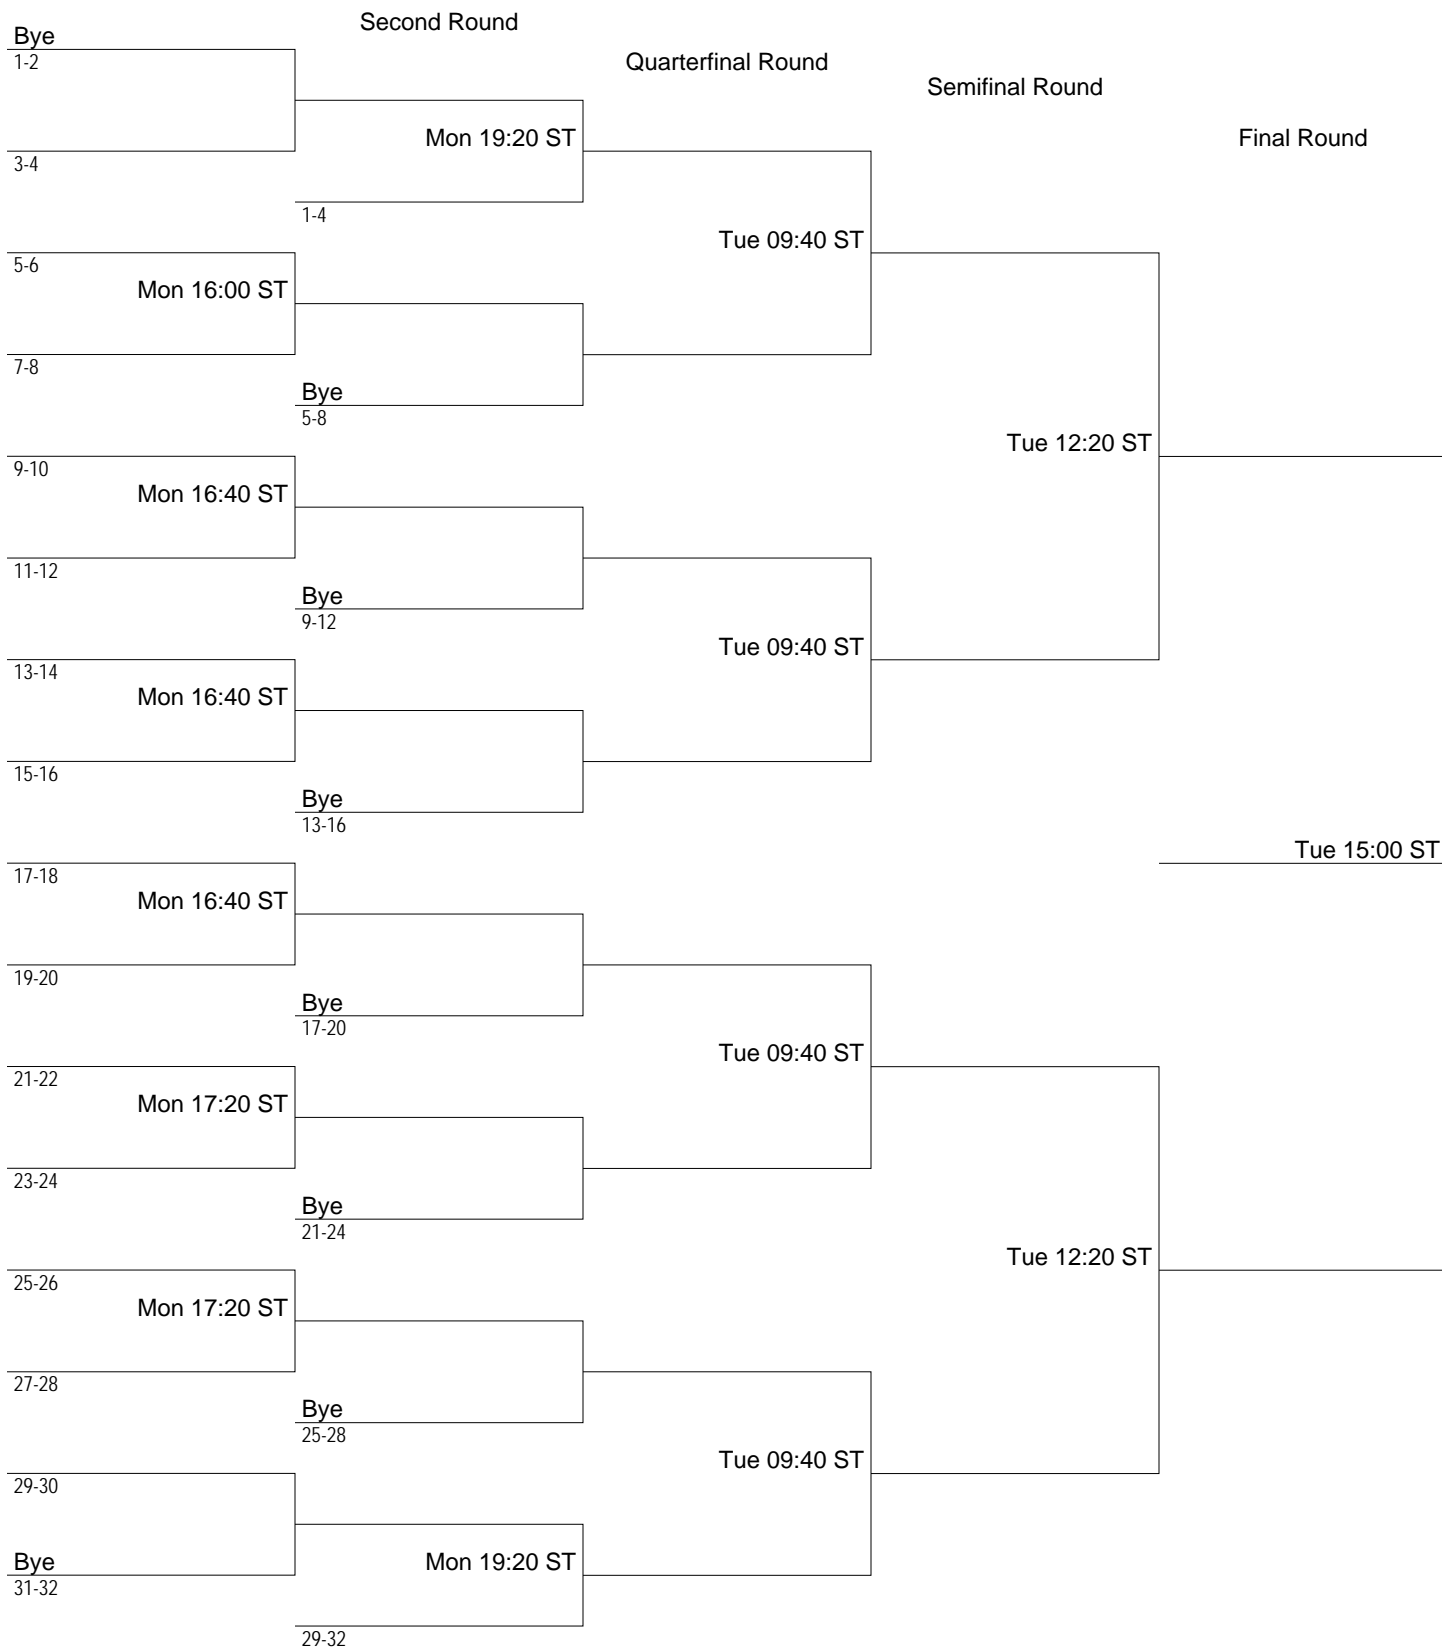 Second Round
Quarterfinal Round
Semifinal Round
Final Round
Bye
1-2
Mon 19:20 ST
3-4
1-4
Tue 09:40 ST
5-6
Mon 16:00 ST
7-8
Bye
5-8
Tue 12:20 ST
9-10
Mon 16:40 ST
11-12
Bye
9-12
Tue 09:40 ST
13-14
Mon 16:40 ST
15-16
Bye
13-16
Tue 15:00 ST
17-18
Mon 16:40 ST
19-20
Bye
17-20
Tue 09:40 ST
21-22
Mon 17:20 ST
23-24
Bye
21-24
Tue 12:20 ST
25-26
Mon 17:20 ST
27-28
Bye
25-28
Tue 09:40 ST
29-30
Bye
Mon 19:20 ST
31-32
29-32